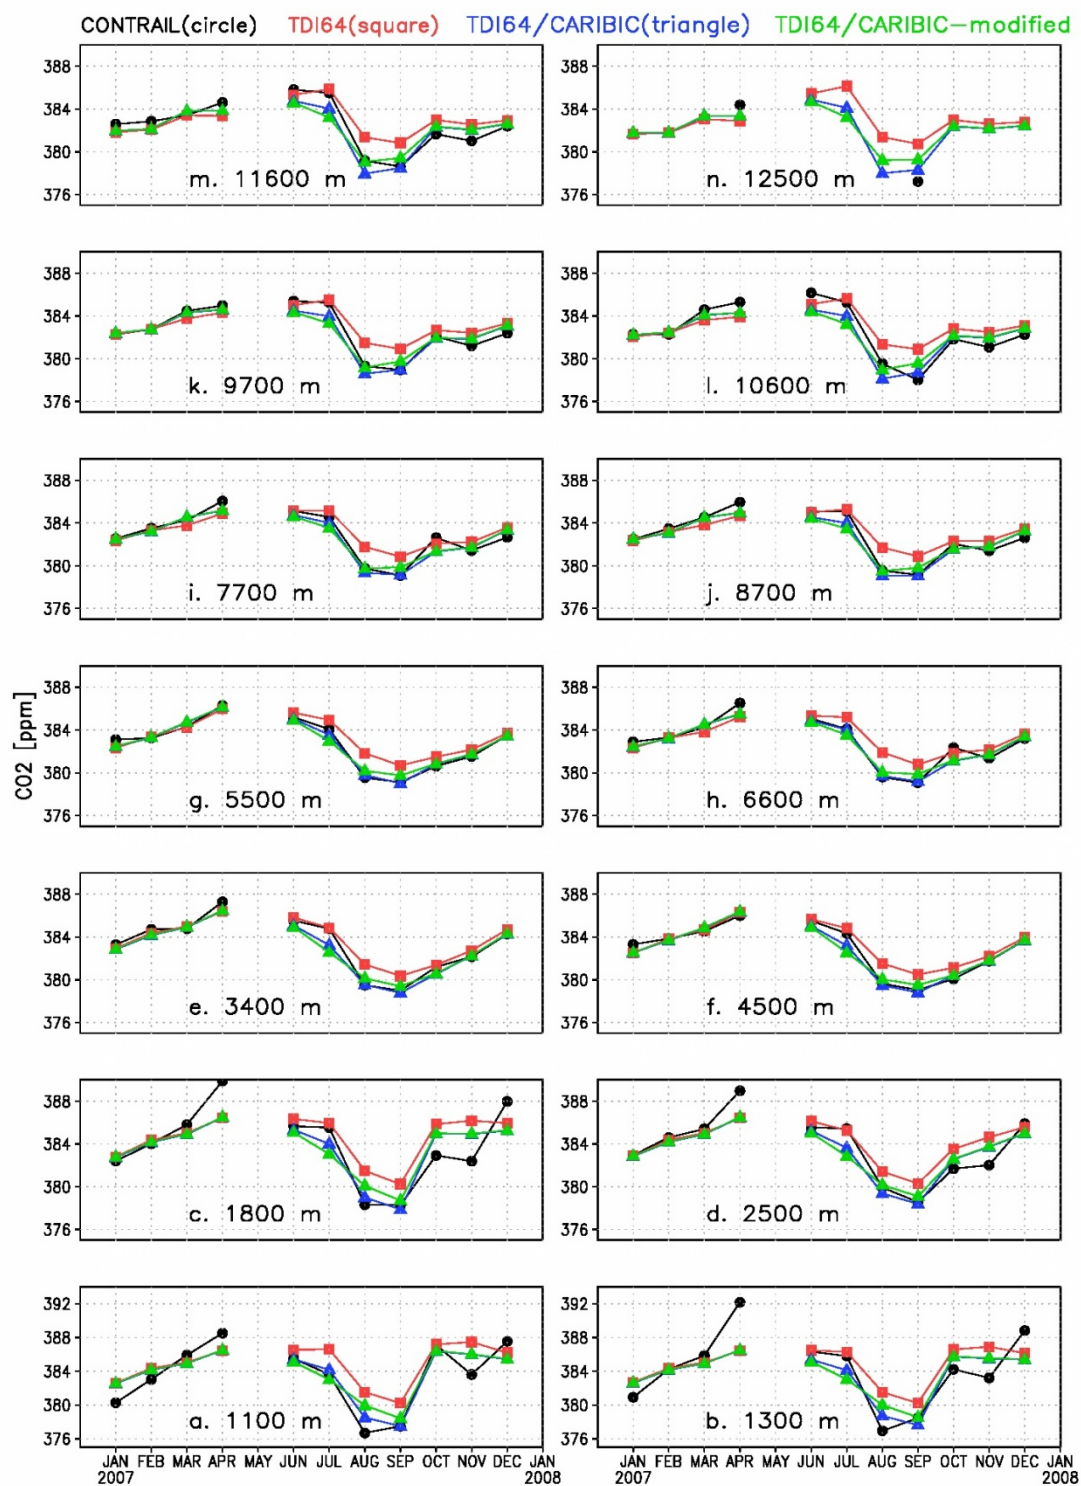 CONTRAIL(circle) TDI64(square) TDI64/CARIBIC(triangle) TDI64/CARIBIC−modified
388 388
384 384
380 380
376 376
m. 11600 m n. 12500 m
388 388
384 384
380 380
376 376
k. 9700 m l. 10600 m
388 388
384 384
380 380
376 376
i. 7700 m j. 8700 m
CO2 [ppm]
388 388
384 384
380 380
376 376
g. 5500 m h. 6600 m
388 388
384 384
380 380
376 376
e. 3400 m f. 4500 m
388 388
384 384
380 380
376 376
c. 1800 m d. 2500 m
392 392
388 388
384 384
380 380
376 376
a. 1100 m b. 1300 m
JAN FEB MAR APR MAY JUN JUL AUG SEP OCT NOV DEC JAN JAN FEB MAR APR MAY JUN JUL AUG SEP OCT NOV DEC JAN
2007 2008 2007 2008